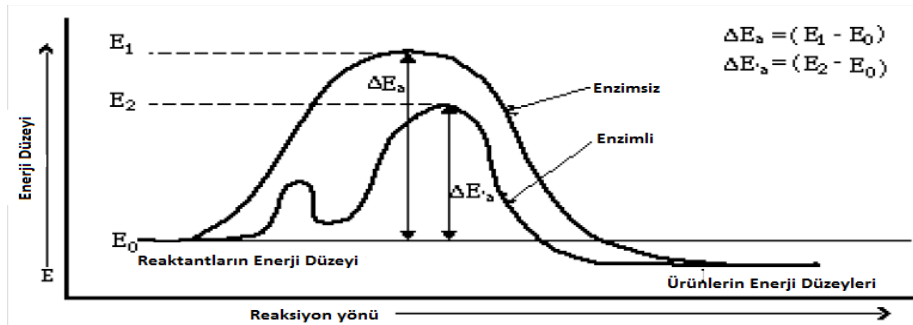 E₁
ΔEₐ = (E₁ - E₀)
ΔE'ₐ = (E₂ - E₀)
ΔEₐ
Enzimsiz
E₂
Enzimli
Enerji Düzeyi
ΔE'ₐ
E₀
Reaktantların Enerji Düzeyi
E
Ürünlerin Enerji Düzeyleri
Reaksiyon yönü